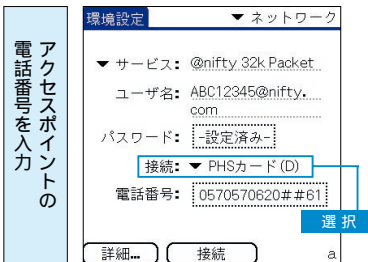 アクセスポイントの
電話番号を入力
環境設定 ▼ ネットワーク
▼ サービス: @nifty 32k Packet
ユーザ名: ABC12345@nifty.
com
パスワード: -設定済み-
接続: ▼ PHSカード(D)
電話番号: 0570570620##61
選択
詳細... 接続 a